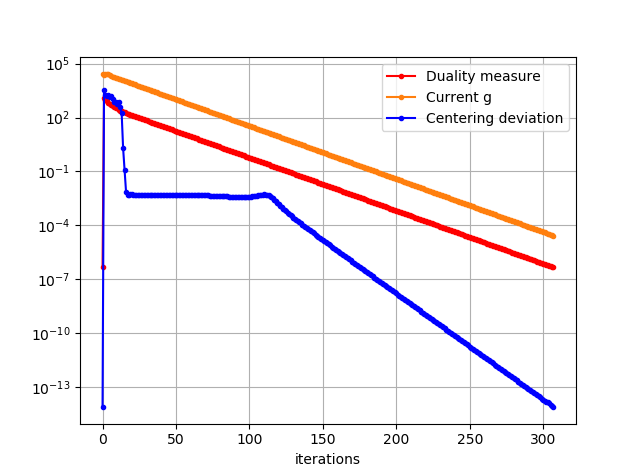 10^5
10^2
10^-1
10^-4
10^-7
10^-10
10^-13
Duality measure
Current g
Centering deviation
0 50 100 150 200 250 300
iterations